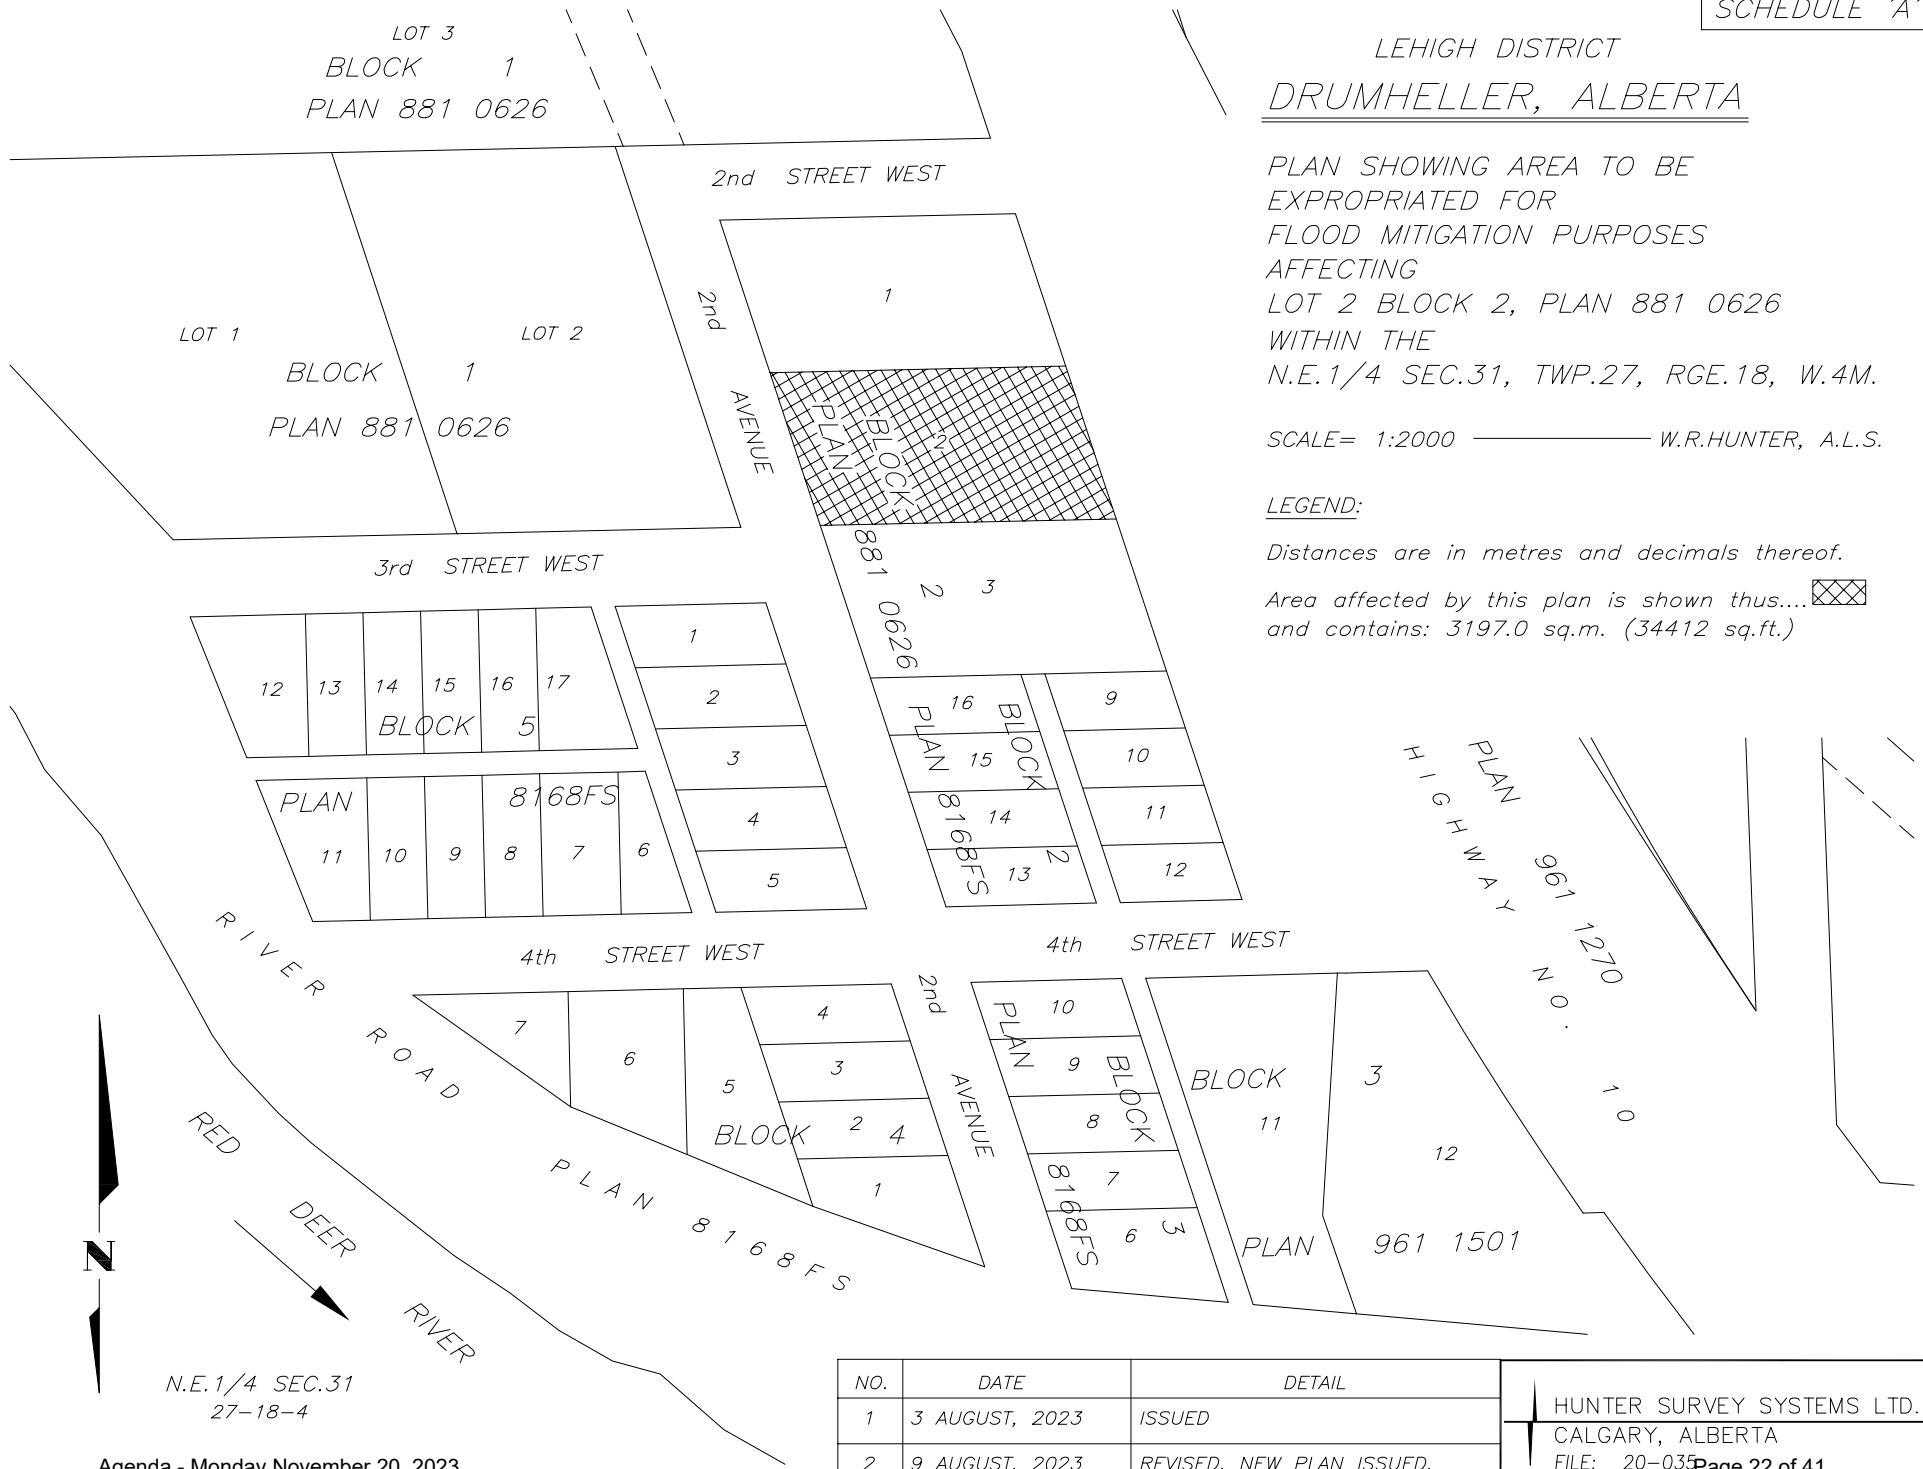 SCHEDULE 'A'
LEHIGH DISTRICT
DRUMHELLER, ALBERTA
PLAN SHOWING AREA TO BE
EXPROPRIATED FOR
FLOOD MITIGATION PURPOSES
AFFECTING
LOT 2 BLOCK 2, PLAN 881 0626
WITHIN THE
N.E.1/4 SEC.31, TWP.27, RGE.18, W.4M.
SCALE= 1:2000 W.R.HUNTER, A.L.S.
LEGEND:
Distances are in metres and decimals thereof.
Area affected by this plan is shown thus....
and contains: 3197.0 sq.m. (34412 sq.ft.)
LOT 3
BLOCK 1
PLAN 881 0626
2nd STREET WEST
LOT 1
LOT 2
BLOCK 1
PLAN 881 0626
2nd AVENUE
1
2
3
PLAN 881 0626
BLOCK 2
3rd STREET WEST
12 13 14 15 16 17
BLOCK 5
PLAN 8168FS
11 10 9 8 7 6
1
2
3
4
5
16
15
14
13
PLAN 8168FS
BLOCK 2
9
10
11
12
4th STREET WEST
4th STREET WEST
7
6
5
4
3
2
1
BLOCK 4
2nd AVENUE
10
9
8
7
6
PLAN 8168FS
BLOCK 3
BLOCK 3
11
12
PLAN 961 1501
PLAN 961 1270
HIGHWAY NO. 10
RIVER ROAD
PLAN 8168FS
RED DEER RIVER
N
N.E.1/4 SEC.31
27-18-4
NO. DATE DETAIL
1 3 AUGUST, 2023 ISSUED
2 9 AUGUST, 2023 REVISED, NEW PLAN ISSUED.
HUNTER SURVEY SYSTEMS LTD.
CALGARY, ALBERTA
FILE: 20-035
Agenda - Monday November 20, 2023
Page 22 of 41